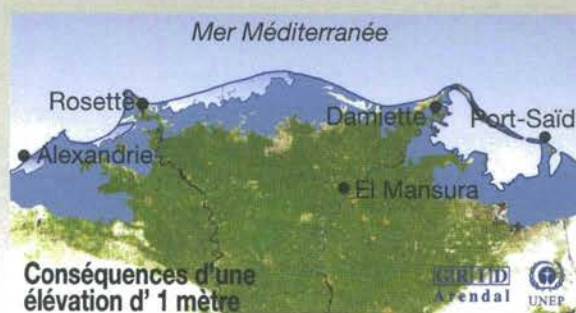 Mer Méditerranée
Rosette
Damiette
Port-Saïd
Alexandrie
El Mansura
Conséquences d'une
élévation d' 1 mètre
GRID
Arendal
UNEP